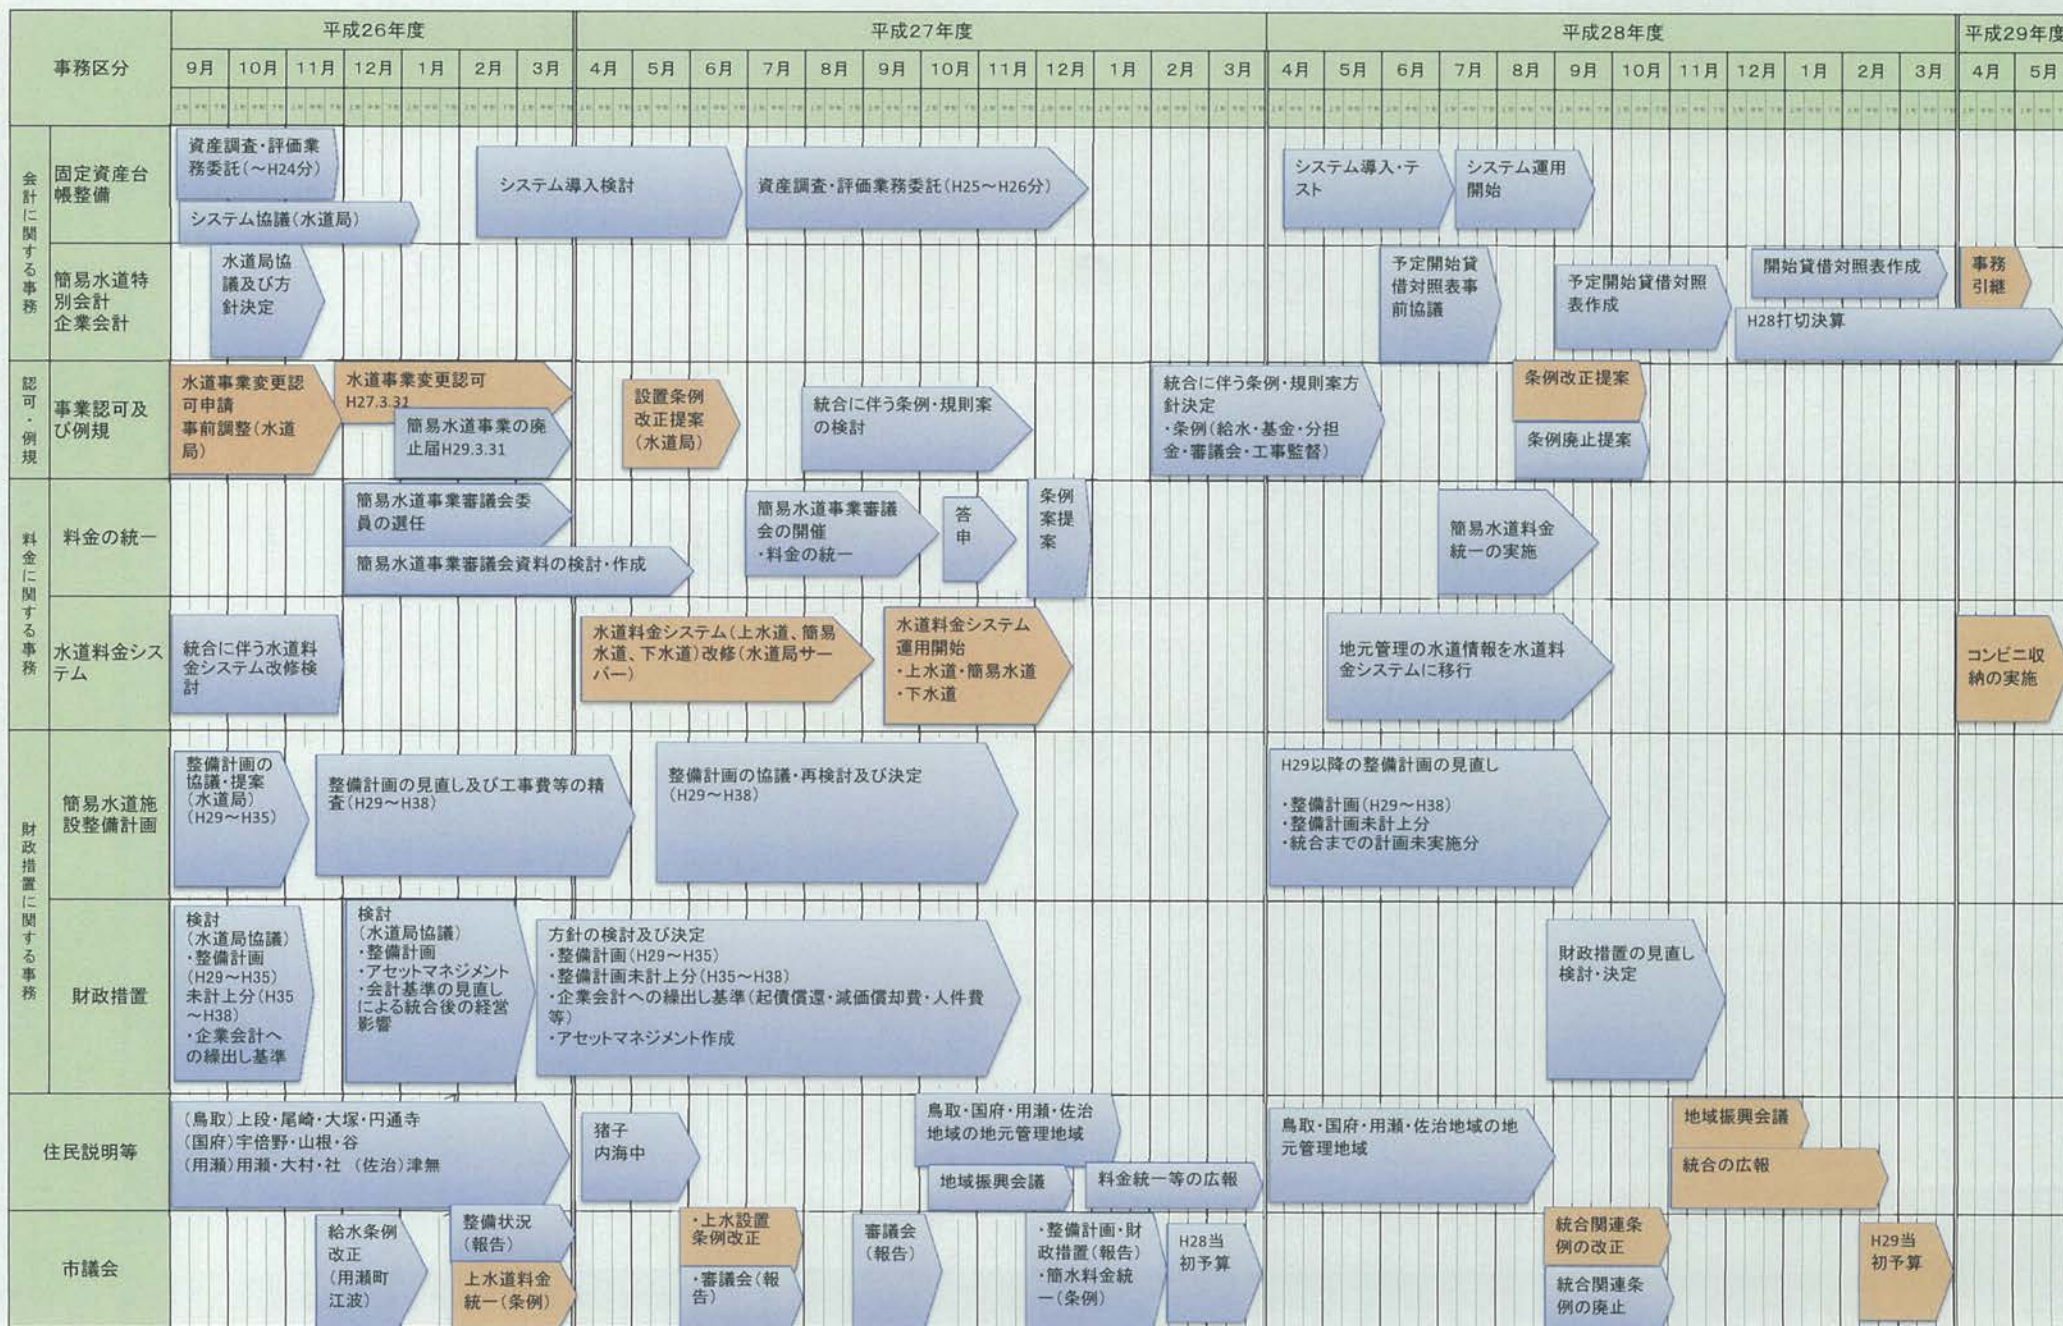 事務区分
平成26年度
平成27年度
平成28年度
平成29年度
9月 10月 11月 12月 1月 2月 3月 4月 5月 6月 7月 8月 9月 10月 11月 12月 1月 2月 3月 4月 5月 6月 7月 8月 9月 10月 11月 12月 1月 2月 3月 4月 5月
会計に関する事務
固定資産台
帳整備
資産調査・評価業
務委託(～H24分)
システム協議(水道局)
システム導入検討
資産調査・評価業務委託(H25～H26分)
システム導入・テ
スト
システム運用
開始
簡易水道特
別会計
企業会計
水道局協
議及び方
針決定
予定開始貸
借対照表事
前協議
予定開始貸借対照
表作成
開始貸借対照表作成
H28打切決算
事務
引継
認可・例規
事業認可及
び例規
水道事業変更認
可申請
事前調整(水道
局)
水道事業変更認可
H27.3.31
簡易水道事業の廃
止届H29.3.31
設置条例
改正提案
(水道局)
統合に伴う条例・規則案
の検討
統合に伴う条例・規則案方
針決定
・条例(給水・基金・分担
金・審議会・工事監督)
条例改正提案
条例廃止提案
料金に関する事務
料金の統一
簡易水道事業審議会委
員の選任
簡易水道事業審議会資料の検討・作成
簡易水道事業審議
会の開催
・料金の統一
答
申
条例
案提
案
簡易水道料金
統一の実施
水道料金シス
テム
統合に伴う水道料
金システム改修検
討
水道料金システム(上水道、簡易
水道、下水道)改修(水道局サー
バー)
水道料金システム
運用開始
・上水道・簡易水道
・下水道
地元管理の水道情報を水道料
金システムに移行
コンビニ収
納の実施
財政措置に関する事務
簡易水道施
設整備計画
整備計画の
協議・提案
(水道局)
(H29～H35)
整備計画の見直し及び工事費等の精
査(H29～H38)
整備計画の協議・再検討及び決定
(H29～H38)
H29以降の整備計画の見直し
・整備計画(H29～H38)
・整備計画未計上分
・統合までの計画未実施分
財政措置
検討
(水道局協議)
・整備計画
(H29～H35)
未計上分(H35
～H38)
・企業会計へ
の繰出し基準
検討
(水道局協議)
・整備計画
・アセットマネジメント
・会計基準の見直し
による統合後の経営
影響
方針の検討及び決定
・整備計画(H29～H35)
・整備計画未計上分(H35～H38)
・企業会計への繰出し基準(起債償還・減価償却費・人件費
等)
・アセットマネジメント作成
財政措置の見直し
検討・決定
住民説明等
(鳥取)上段・尾崎・大塚・円通寺
(国府)宇倍野・山根・谷
(用瀬)用瀬・大村・社 (佐治)津無
猪子
内海中
鳥取・国府・用瀬・佐治
地域の地元管理地域
地域振興会議
料金統一等の広報
鳥取・国府・用瀬・佐治地域の地
元管理地域
地域振興会議
統合の広報
市議会
給水条例
改正
(用瀬町
江波)
整備状況
(報告)
上水道料金
統一(条例)
・上水設置
条例改正
・審議会(報
告)
審議会
(報告)
・整備計画・財
政措置(報告)
・簡水料金統
一(条例)
H28当
初予算
統合関連条
例の改正
統合関連条
例の廃止
H29当
初予算